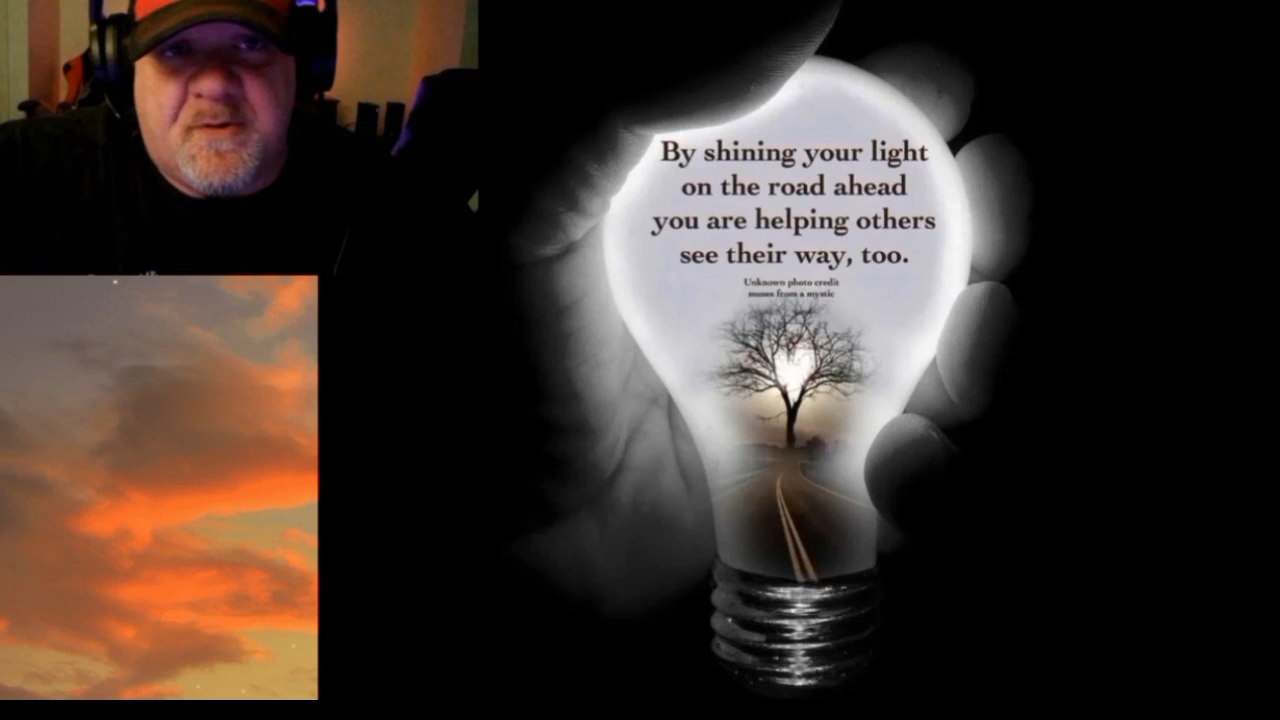 By shining your light
on the road ahead
you are helping others
see their way, too.
Unknown photo credit
muses from a mystic